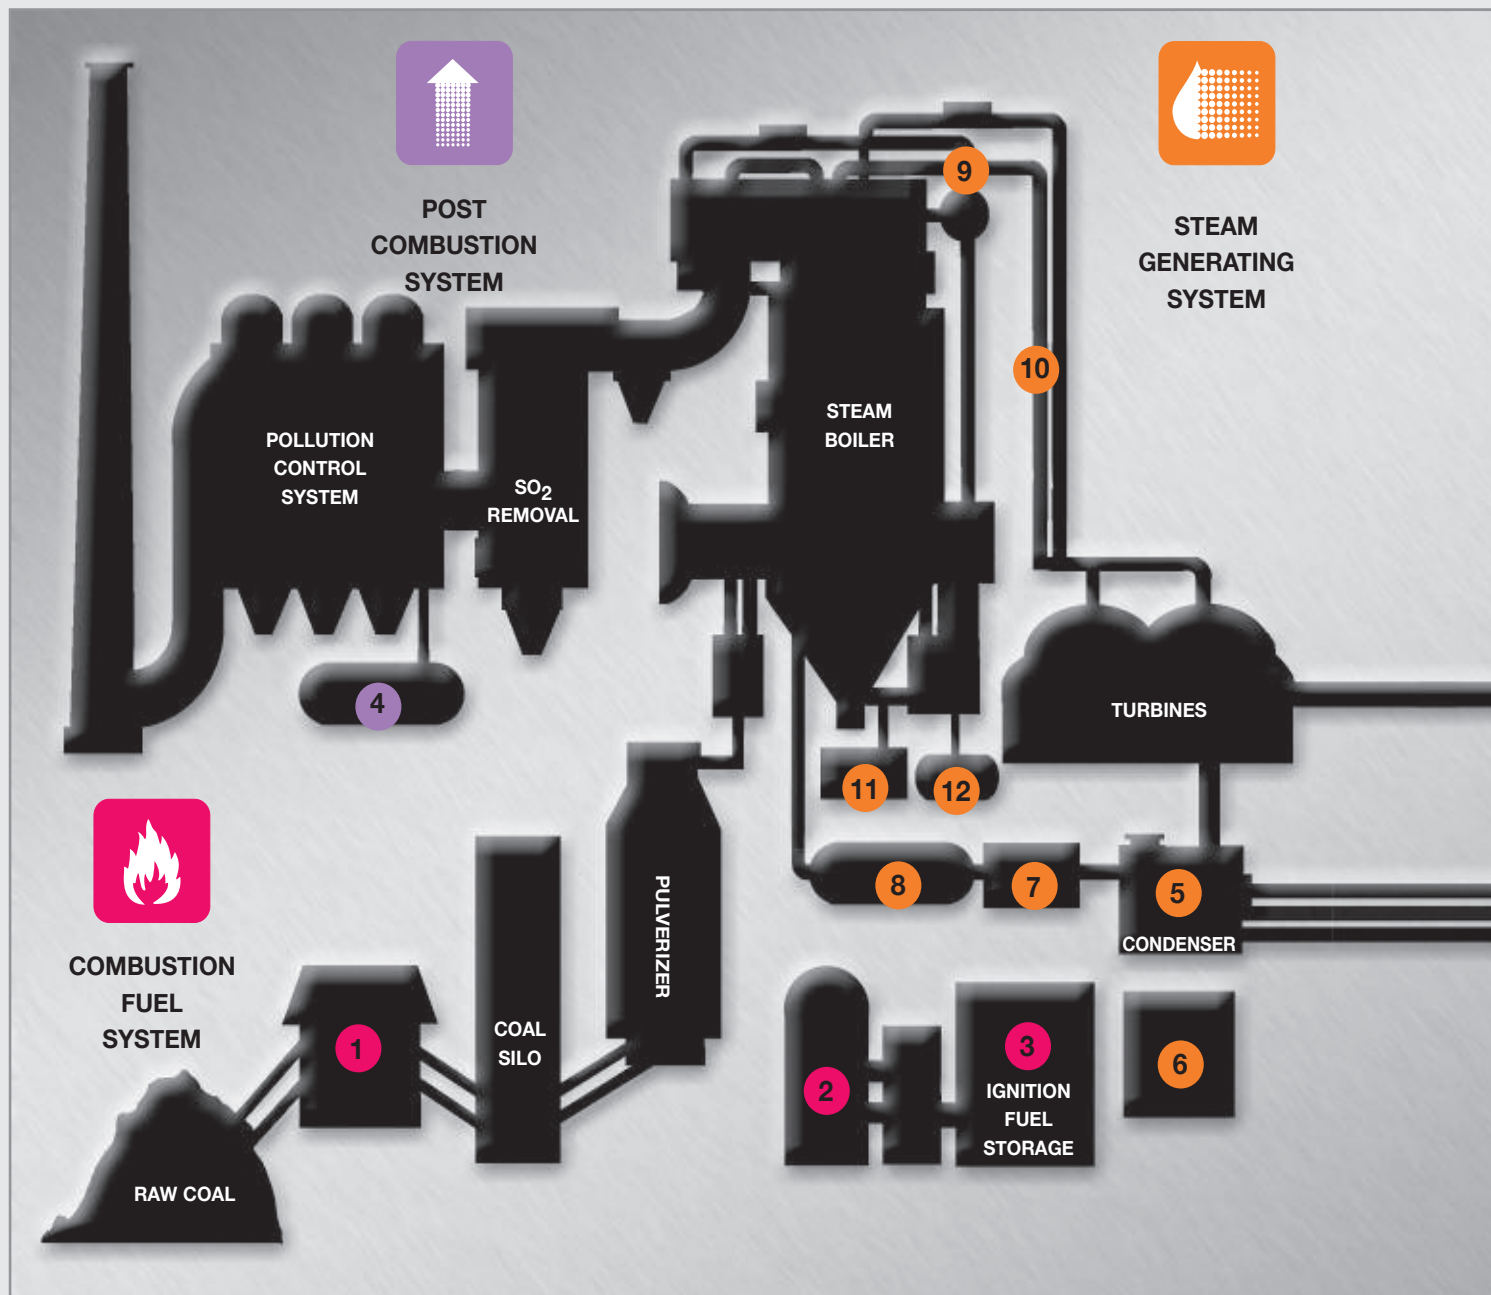 POST
COMBUSTION
SYSTEM
STEAM
GENERATING
SYSTEM
9
10
STEAM
BOILER
POLLUTION
CONTROL
SYSTEM
SO2
REMOVAL
4
TURBINES
11
12
8
7
5
CONDENSER
PULVERIZER
COMBUSTION
FUEL
SYSTEM
1
COAL
SILO
2
3
IGNITION
FUEL
STORAGE
6
RAW COAL